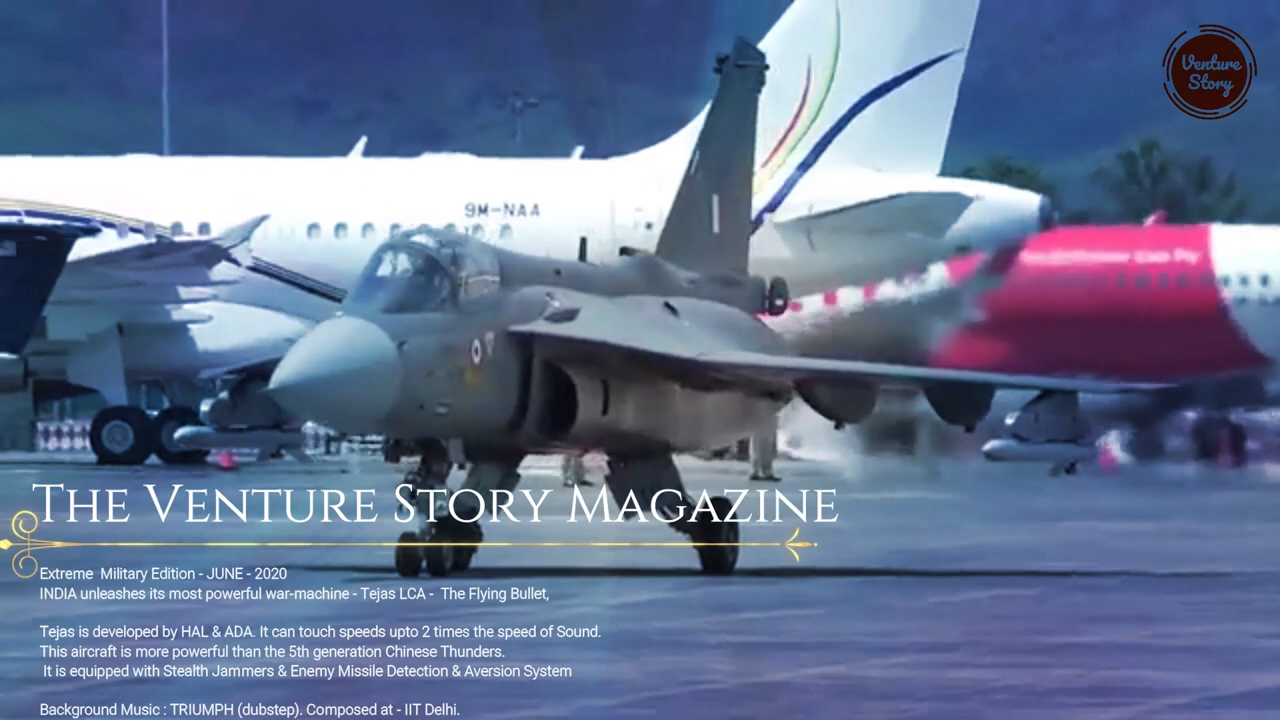 Venture
Story
9M-NAA
THE VENTURE STORY MAGAZINE
Extreme Military Edition - JUNE - 2020
INDIA unleashes its most powerful war-machine - Tejas LCA - The Flying Bullet,
Tejas is developed by HAL & ADA. It can touch speeds upto 2 times the speed of Sound.
This aircraft is more powerful than the 5th generation Chinese Thunders.
It is equipped with Stealth Jammers & Enemy Missile Detection & Aversion System
Background Music : TRIUMPH (dubstep). Composed at - IIT Delhi.